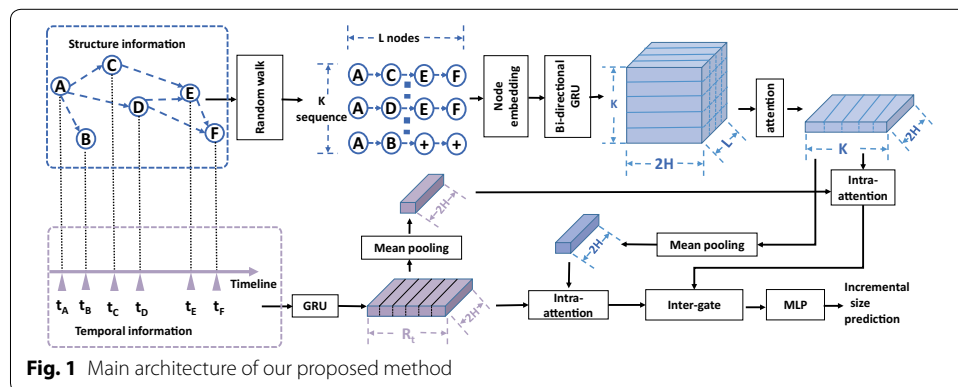 Structure information
A
C
D
E
B
F
Random walk
L nodes
K
sequence
A C E F
A D E F
A B + +
Node embedding
Bi-directional GRU
K
2H
L
attention
K
2H
Intra-attention
2H
Mean pooling
2H
Mean pooling
Timeline
t_A t_B t_C t_D t_E t_F
Temporal information
GRU
R_t
2H
Intra-attention
Inter-gate
MLP
Incremental
size
prediction
Fig. 1 Main architecture of our proposed method